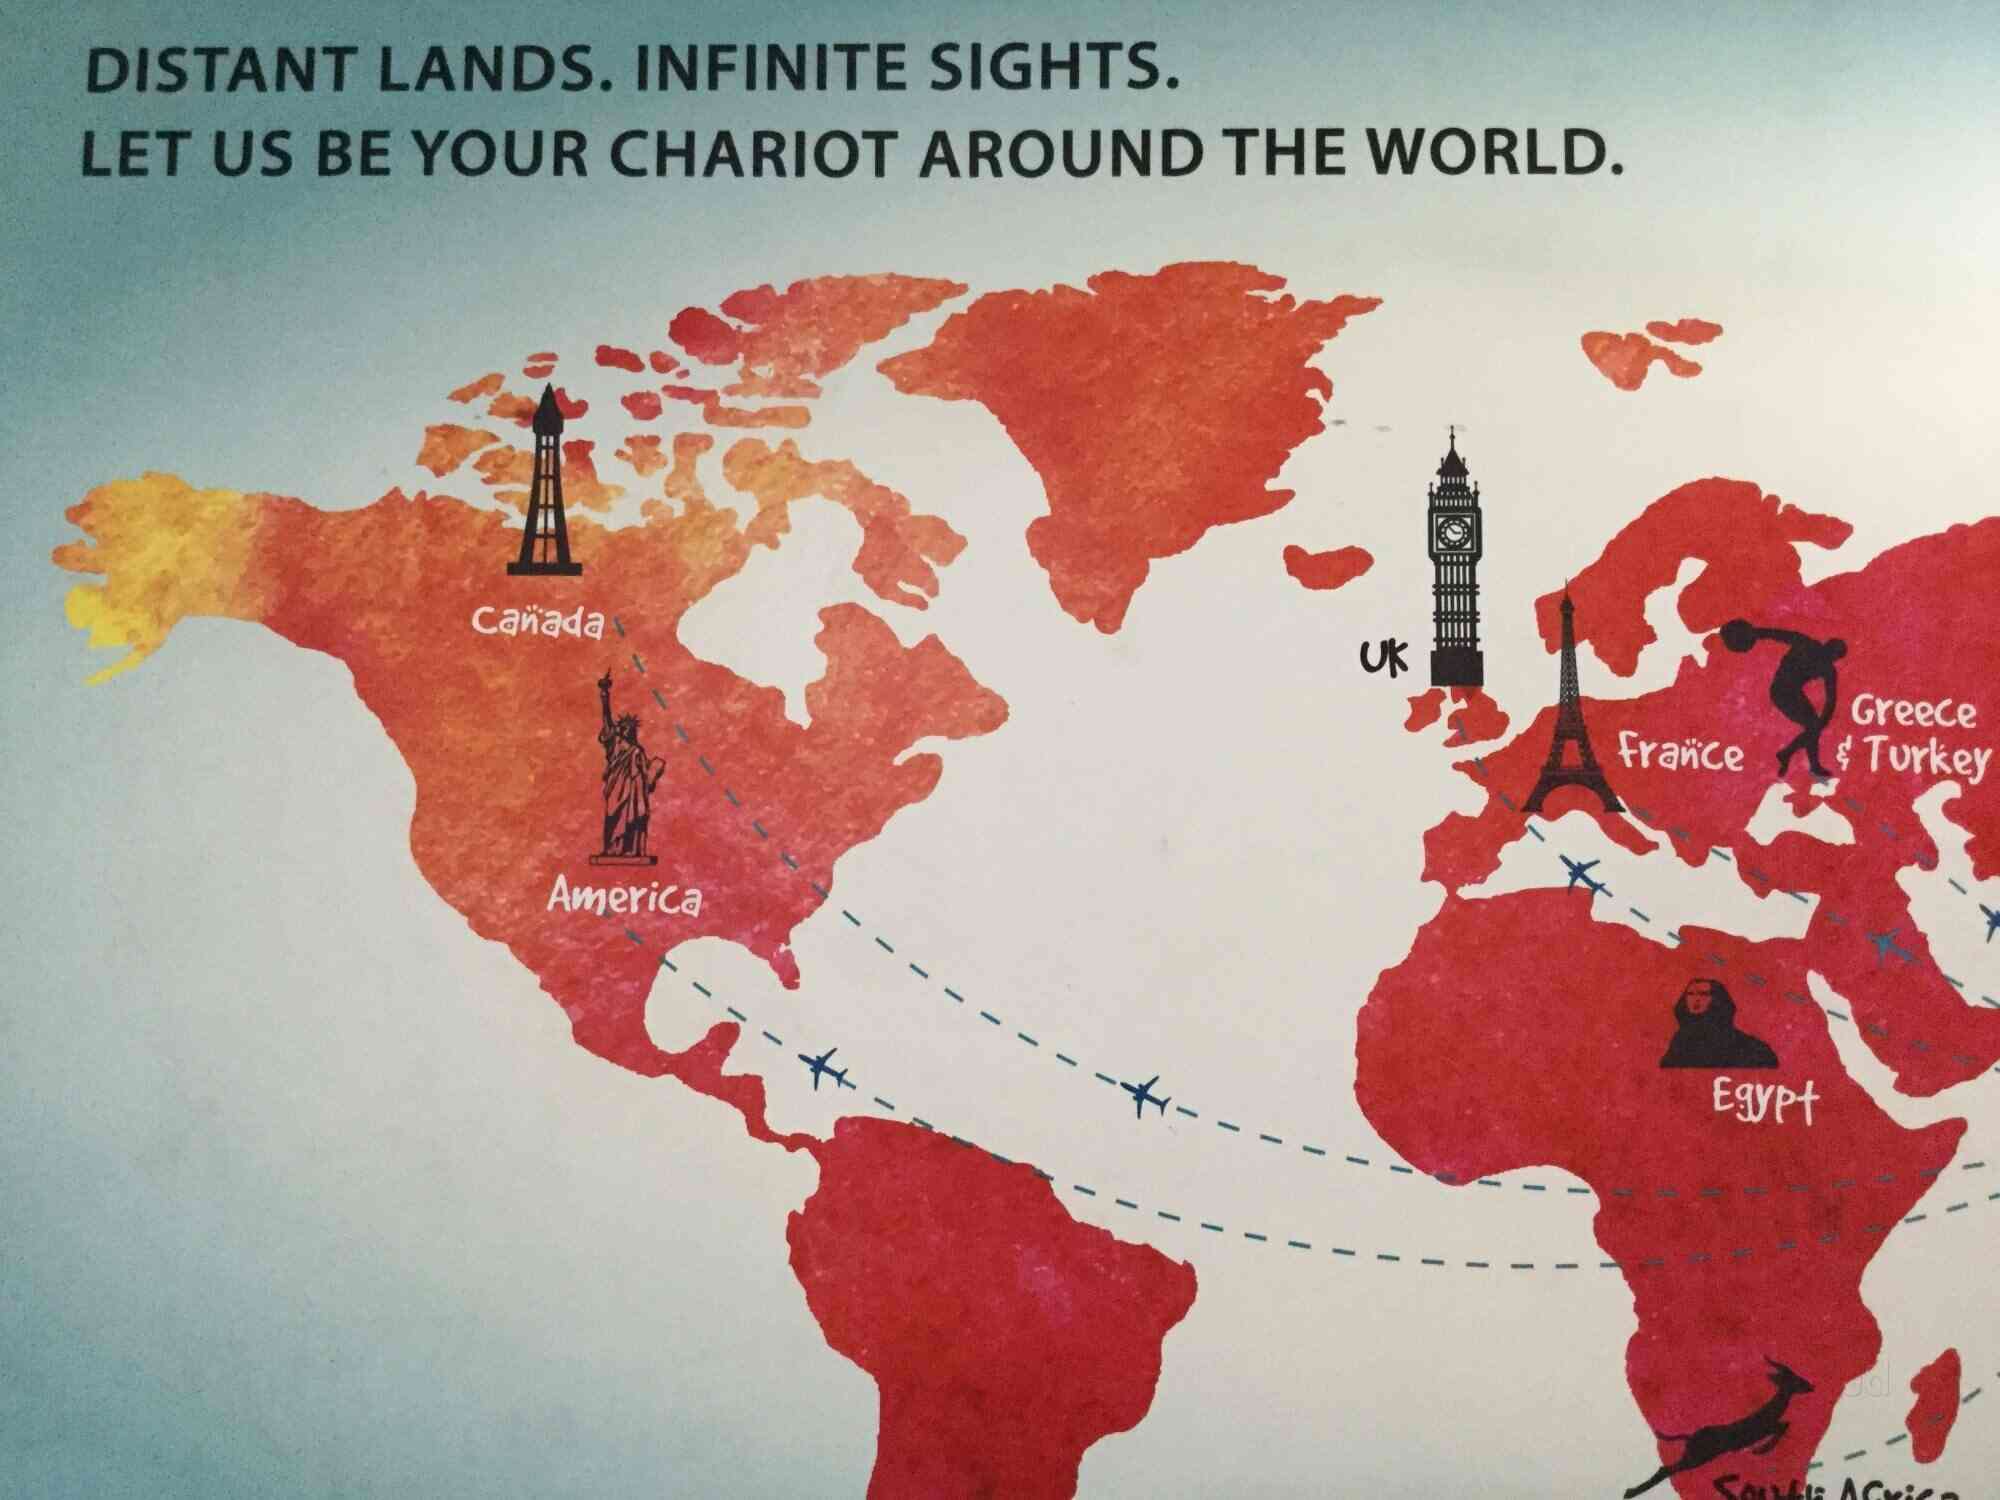 DISTANT LANDS. INFINITE SIGHTS.
LET US BE YOUR CHARIOT AROUND THE WORLD.
Canada
UK
Greece
& Turkey
France
America
Egypt
South Africa